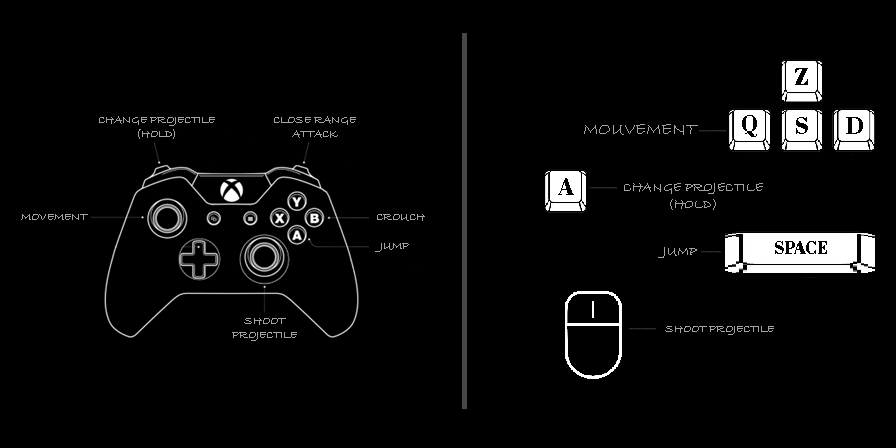 CHANGE PROJECTILE
(HOLD)
CLOSE RANGE
ATTACK
MOVEMENT
Y
X
B
A
CROUCH
JUMP
SHOOT
PROJECTILE
Z
MOUVEMENT
Q
S
D
A
CHANGE PROJECTILE
(HOLD)
JUMP
SPACE
SHOOT PROJECTILE